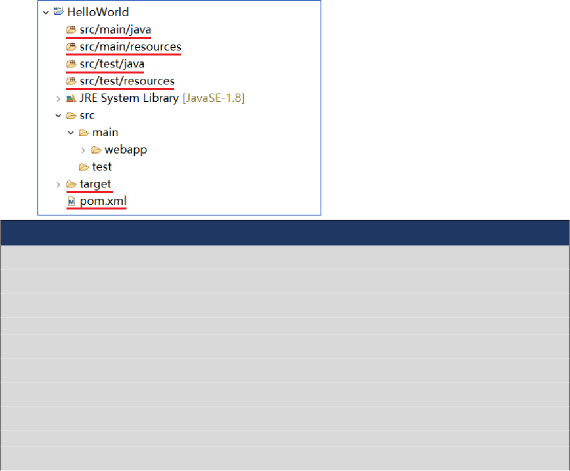 HelloWorld
src/main/java
src/main/resources
src/test/java
src/test/resources
JRE System Library [JavaSE-1.8]
src
main
webapp
test
target
pom.xml